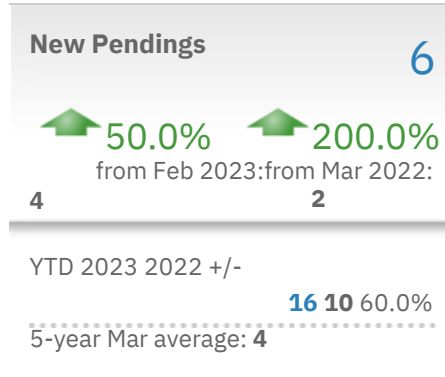 New Pendings
6
50.0% 200.0%
from Feb 2023:from Mar 2022:
4 2
YTD 2023 2022 +/-
16 10 60.0%
5-year Mar average: 4